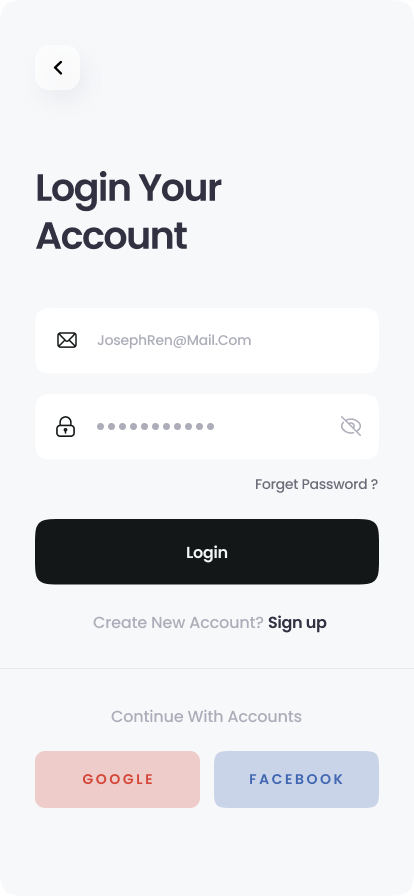 Login Your
Account
JosephRen@Mail.Com
Forget Password ?
Login
Create New Account? Sign up
Continue With Accounts
GOOGLE
FACEBOOK